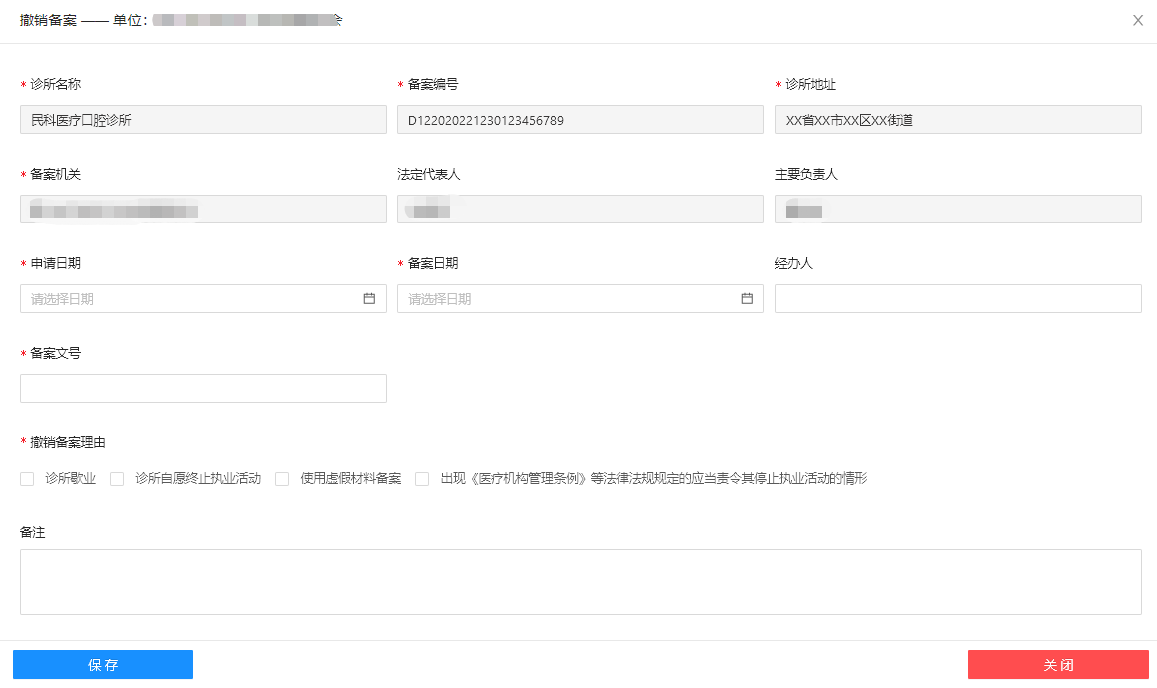 撤销备案 —— 单位:
* 诊所名称 * 备案编号 * 诊所地址
民科医疗口腔诊所 D122020221230123456789 XX省XX市XX区XX街道
* 备案机关 法定代表人 主要负责人
* 申请日期 * 备案日期 经办人
请选择日期 请选择日期
* 备案文号
* 撤销备案理由
诊所歇业 诊所自愿终止执业活动 使用虚假材料备案 出现《医疗机构管理条例》等法律法规规定的应当责令其停止执业活动的情形
备注
保存 关闭